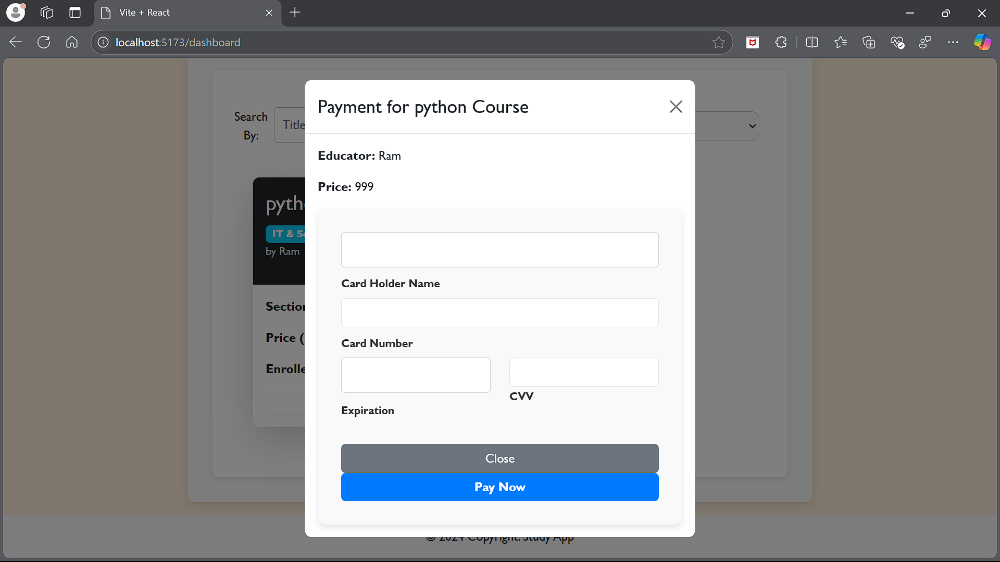 Vite + React
localhost:5173/dashboard
Payment for python Course
Search
By:
Title
Educator: Ram
Price: 999
pyth
IT & S
by Ram
Card Holder Name
Section
Price (
Card Number
Enrolle
CVV
Expiration
Close
Pay Now
© 2024 Copyright: Study App